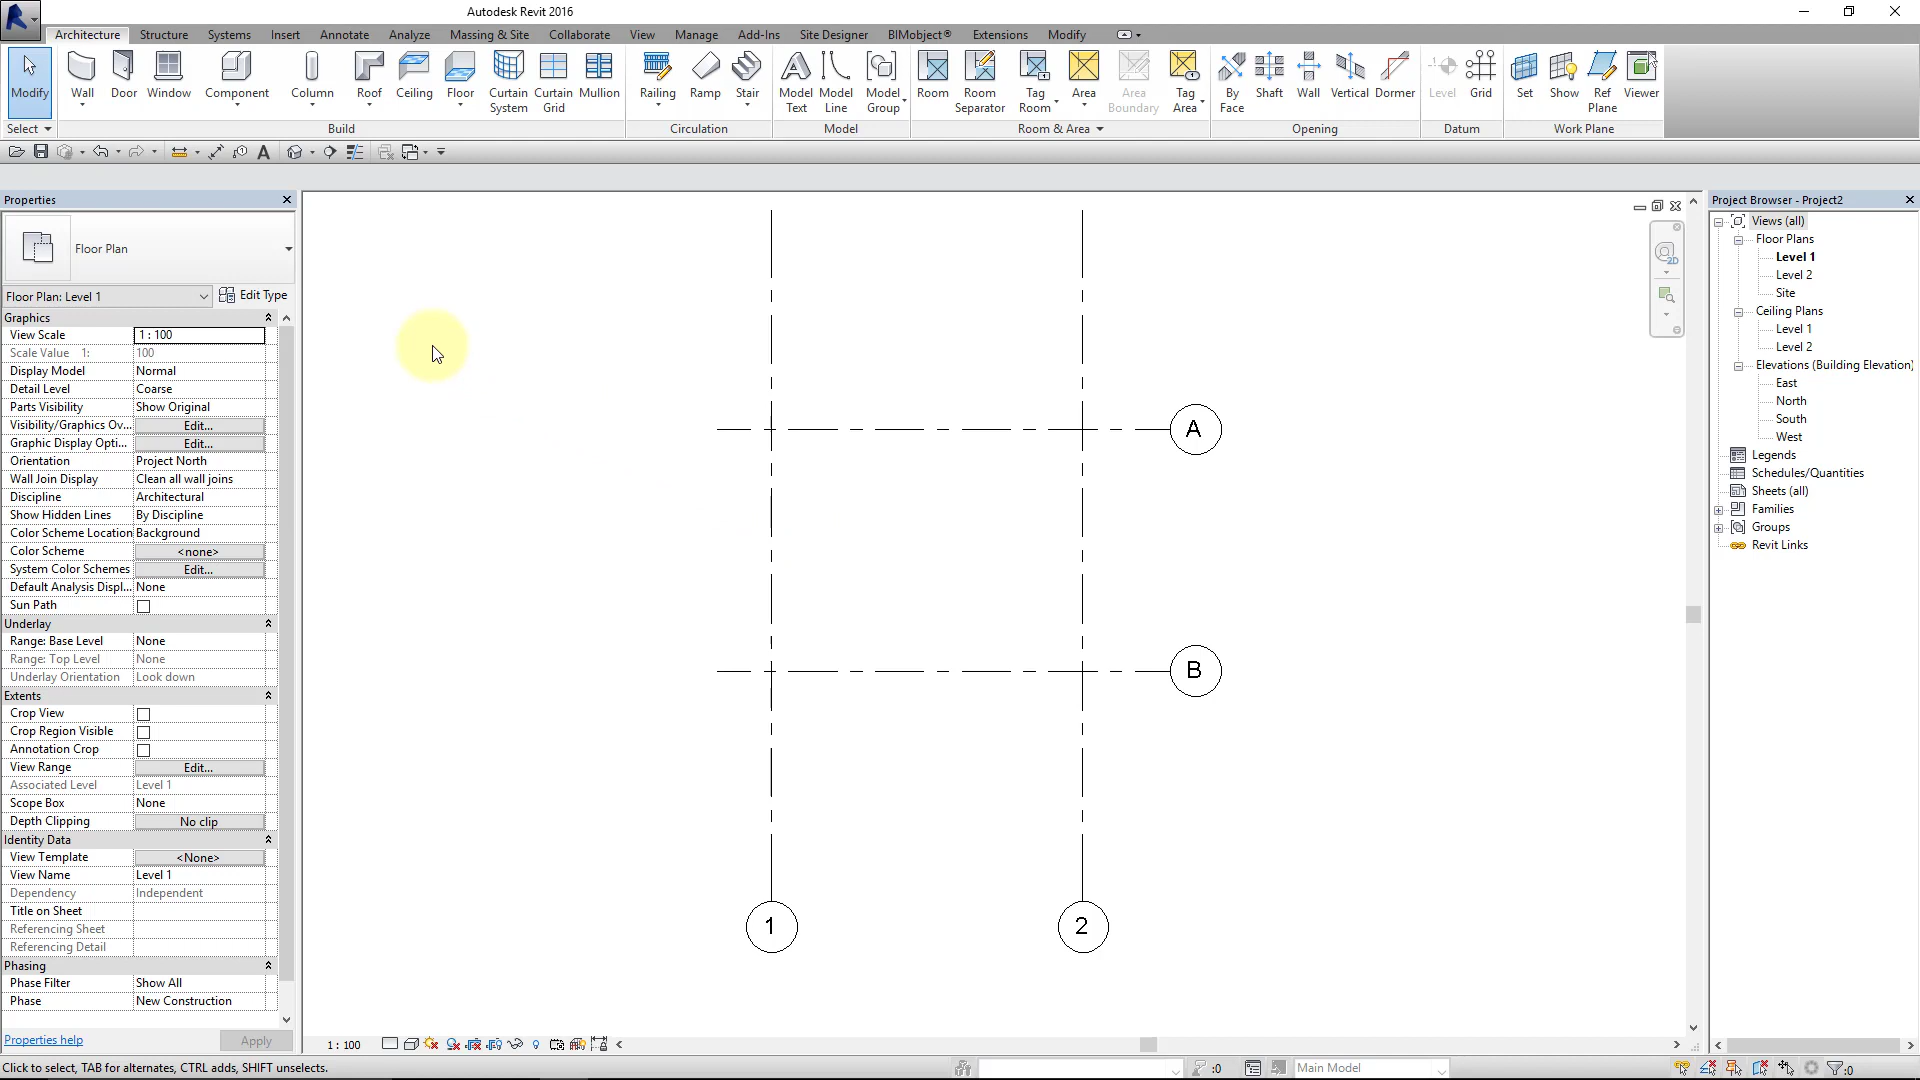 Autodesk Revit 2016
Architecture Structure Systems Insert Annotate Analyze Massing & Site Collaborate View Manage Add-Ins Site Designer BIMobject® Extensions Modify
Modify Wall Door Window Component Column Roof Ceiling Floor Curtain System Curtain Grid Mullion Railing Ramp Stair Model Text Model Line Model Group Room Room Separator Tag Room Area Area Boundary Tag Area By Face Shaft Wall Vertical Dormer Level Grid Set Show Ref Plane Viewer
Select Build Circulation Model Room & Area Opening Datum Work Plane
Properties
Floor Plan
Floor Plan: Level 1 Edit Type
Graphics
View Scale 1 : 100
Scale Value 1: 100
Display Model Normal
Detail Level Coarse
Parts Visibility Show Original
Visibility/Graphics Ov... Edit...
Graphic Display Opti... Edit...
Orientation Project North
Wall Join Display Clean all wall joins
Discipline Architectural
Show Hidden Lines By Discipline
Color Scheme Location Background
Color Scheme <none>
System Color Schemes Edit...
Default Analysis Displ... None
Sun Path
Underlay
Range: Base Level None
Range: Top Level None
Underlay Orientation Look down
Extents
Crop View
Crop Region Visible
Annotation Crop
View Range Edit...
Associated Level Level 1
Scope Box None
Depth Clipping No clip
Identity Data
View Template <None>
View Name Level 1
Dependency Independent
Title on Sheet
Referencing Sheet
Referencing Detail
Phasing
Phase Filter Show All
Phase New Construction
Properties help Apply
2D
A
B
1 2
1 : 100
Project Browser - Project2
Views (all)
Floor Plans
Level 1
Level 2
Site
Ceiling Plans
Level 1
Level 2
Elevations (Building Elevation)
East
North
South
West
Legends
Schedules/Quantities
Sheets (all)
Families
Groups
Revit Links
Click to select, TAB for alternates, CTRL adds, SHIFT unselects. :0 Main Model :0